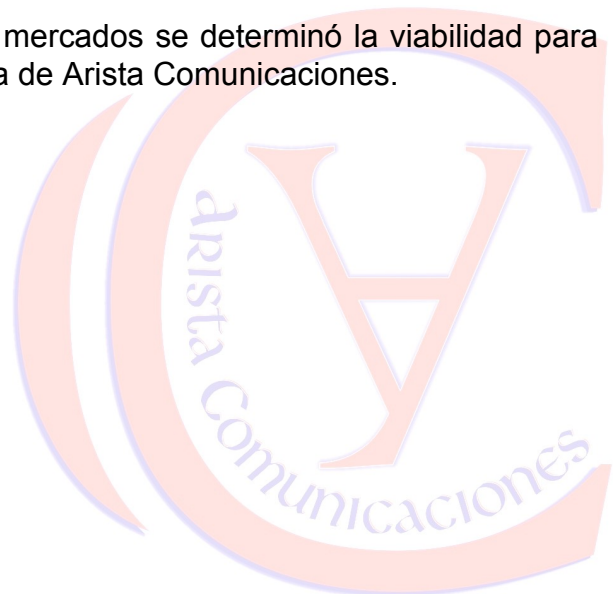 mercados se determinó la viabilidad para
a de Arista Comunicaciones.
A
Arista Comunicaciones